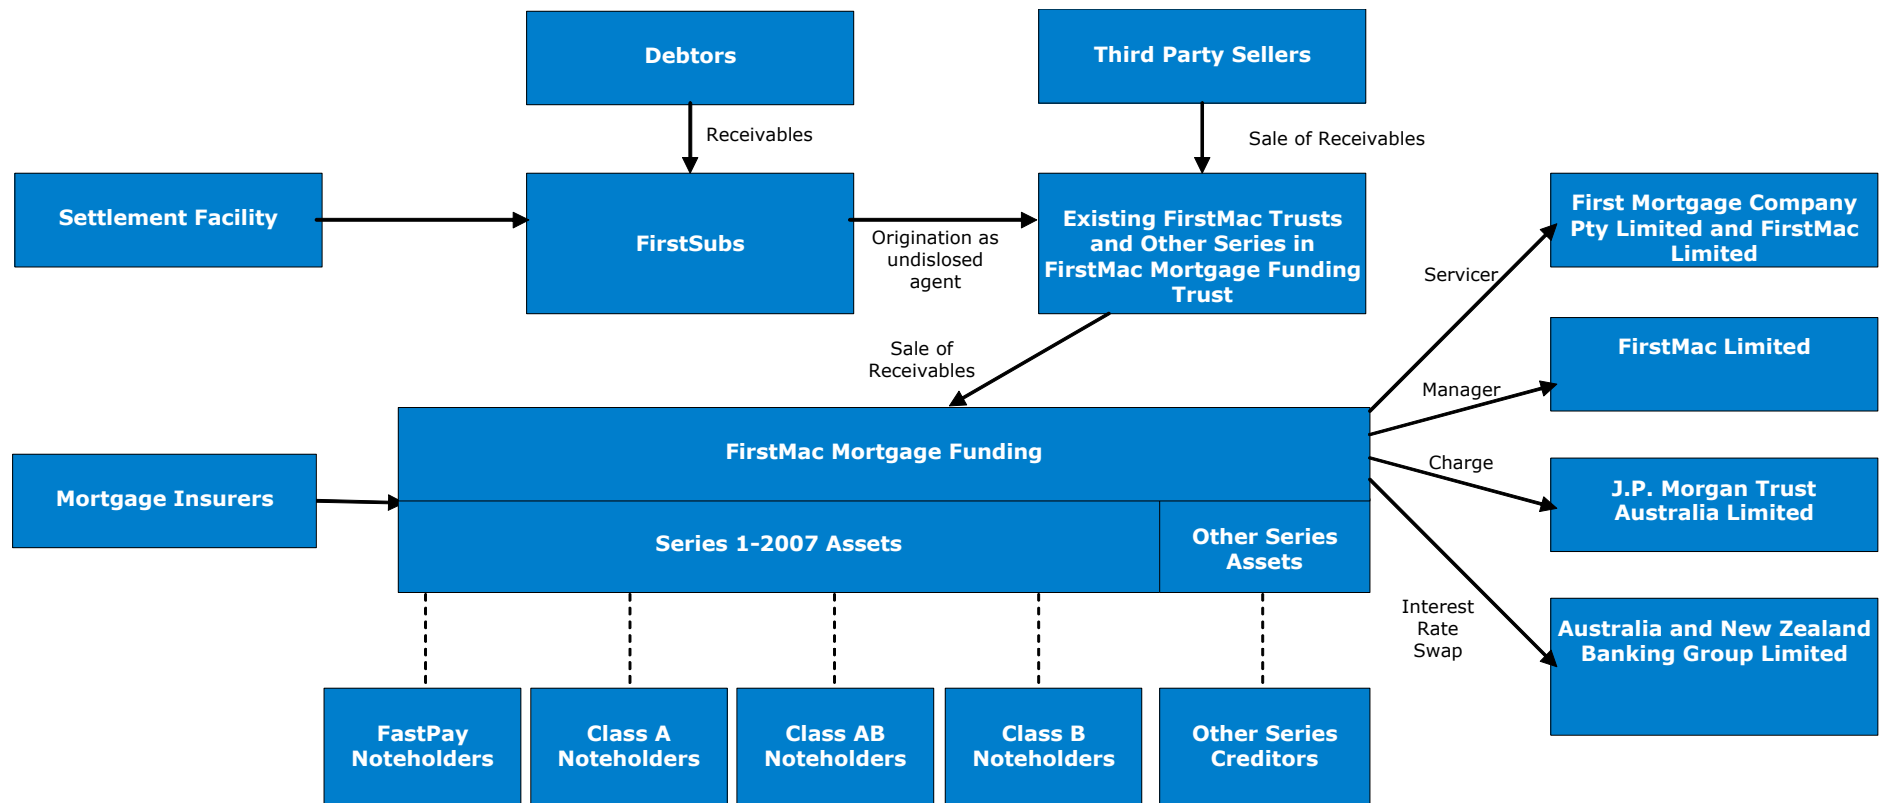 Debtors
Third Party Sellers
Receivables
Sale of Receivables
Settlement Facility
FirstSubs
Origination as
undislosed
agent
Existing FirstMac Trusts
and Other Series in
FirstMac Mortgage Funding
Trust
First Mortgage Company
Pty Limited and FirstMac
Limited
Servicer
Sale of
Receivables
FirstMac Limited
Manager
FirstMac Mortgage Funding
Charge
J.P. Morgan Trust
Australia Limited
Mortgage Insurers
Series 1-2007 Assets
Other Series
Assets
Interest
Rate
Swap
Australia and New Zealand
Banking Group Limited
FastPay
Noteholders
Class A
Noteholders
Class AB
Noteholders
Class B
Noteholders
Other Series
Creditors